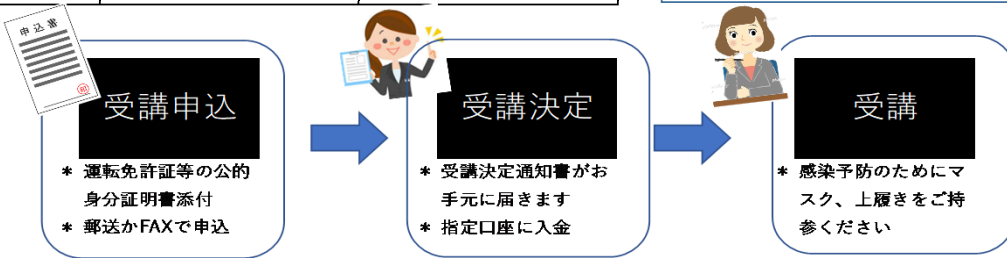 申込書
受講申込
* 運転免許証等の公的
身分証明書添付
* 郵送かFAXで申込
受講決定
* 受講決定通知書がお
手元に届きます
* 指定口座に入金
受講
* 感染予防のためにマ
スク、上履きをご持
参ください